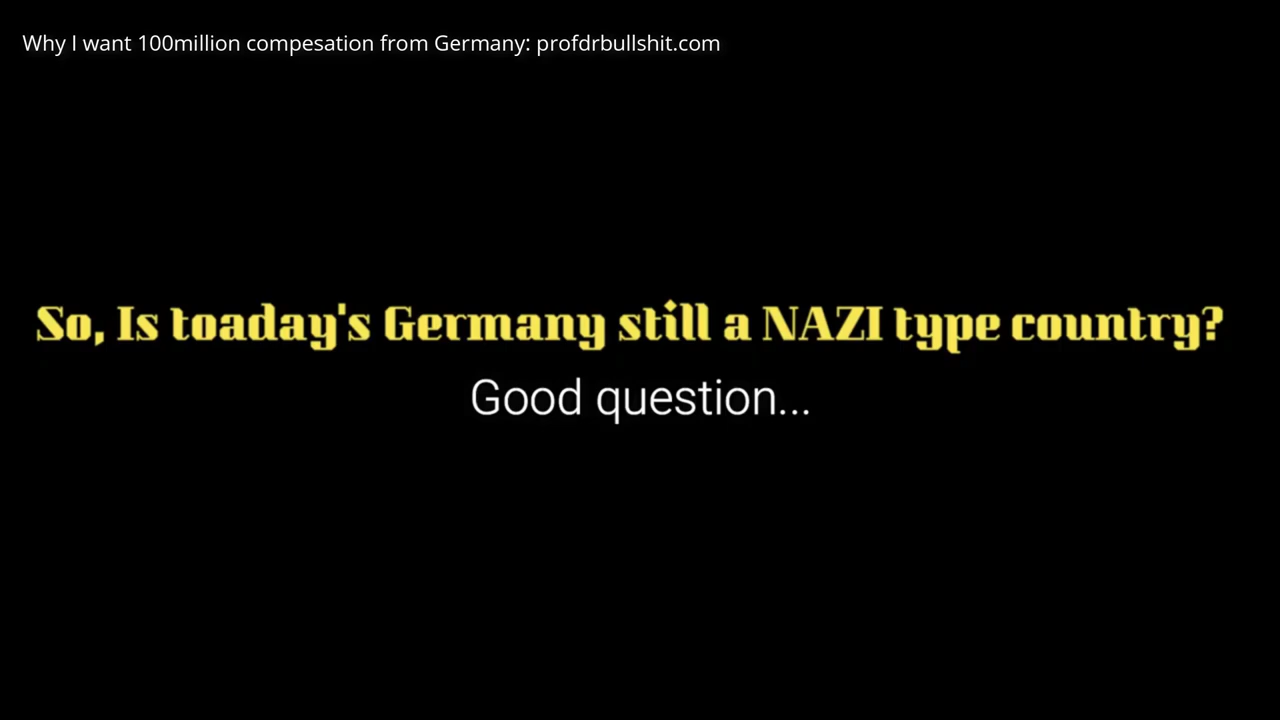 Why I want 100million compesation from Germany: profdrbullshit.com
So, Is toaday's Germany still a NAZI type country?
Good question...